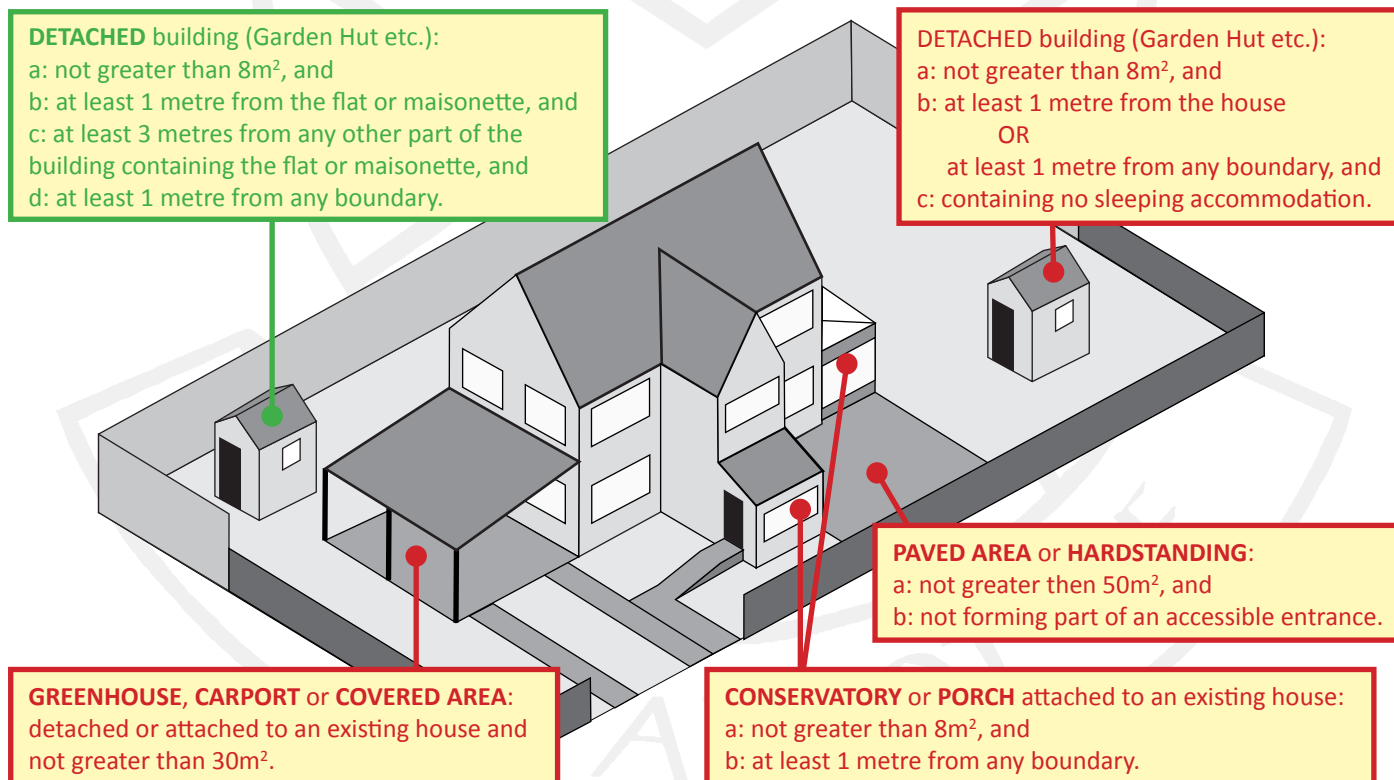 DETACHED building (Garden Hut etc.):
a: not greater than 8m², and
b: at least 1 metre from the flat or maisonette, and
c: at least 3 metres from any other part of the
building containing the flat or maisonette, and
d: at least 1 metre from any boundary.
DETACHED building (Garden Hut etc.):
a: not greater than 8m², and
b: at least 1 metre from the house
OR
at least 1 metre from any boundary, and
c: containing no sleeping accommodation.
PAVED AREA or HARDSTANDING:
a: not greater then 50m², and
b: not forming part of an accessible entrance.
GREENHOUSE, CARPORT or COVERED AREA:
detached or attached to an existing house and
not greater than 30m².
CONSERVATORY or PORCH attached to an existing house:
a: not greater than 8m², and
b: at least 1 metre from any boundary.